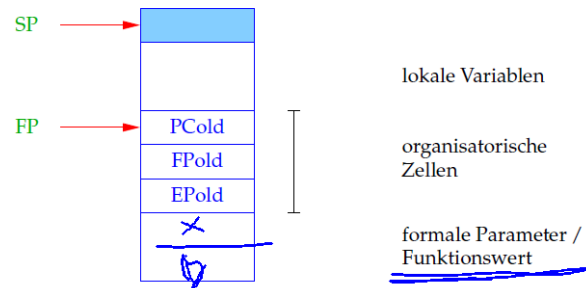 SP
lokale Variablen
FP
PCold
FPold
EPold
organisatorische
Zellen
x
formale Parameter /
Funktionswert